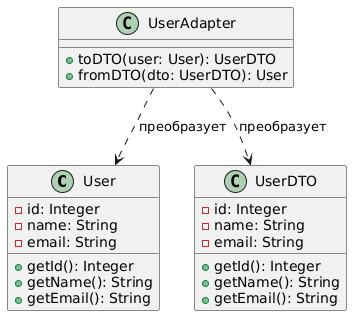 C UserAdapter
toDTO(user: User): UserDTO
fromDTO(dto: UserDTO): User
преобразует
преобразует
C User
id: Integer
name: String
email: String
getId(): Integer
getName(): String
getEmail(): String
C UserDTO
id: Integer
name: String
email: String
getId(): Integer
getName(): String
getEmail(): String